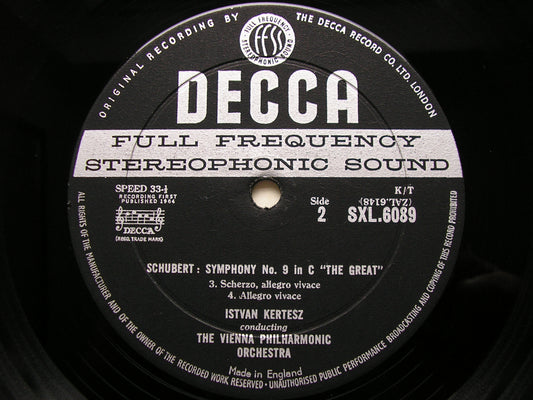 ORIGINAL RECORDING BY THE DECCA RECORD CO. LTD. LONDON
FULL FREQUENCY
ffss
STEREOPHONIC SOUND
DECCA
FULL FREQUENCY
STEREOPHONIC SOUND
SPEED 33⅓
RECORDING FIRST
PUBLISHED 1964
DECCA
(REGD. TRADE MARK)
K/T
(ZAL.6148)
Side
2 SXL.6089
SCHUBERT: SYMPHONY No. 9 in C "THE GREAT"
3. Scherzo, allegro vivace
4. Allegro vivace
ISTVAN KERTESZ
conducting
THE VIENNA PHILHARMONIC
ORCHESTRA
Made in England
ALL RIGHTS OF THE MANUFACTURER AND OF THE OWNER OF THE RECORDED WORK RESERVED · UNAUTHORISED PUBLIC PERFORMANCE BROADCASTING AND COPYING OF THIS RECORD PROHIBITED